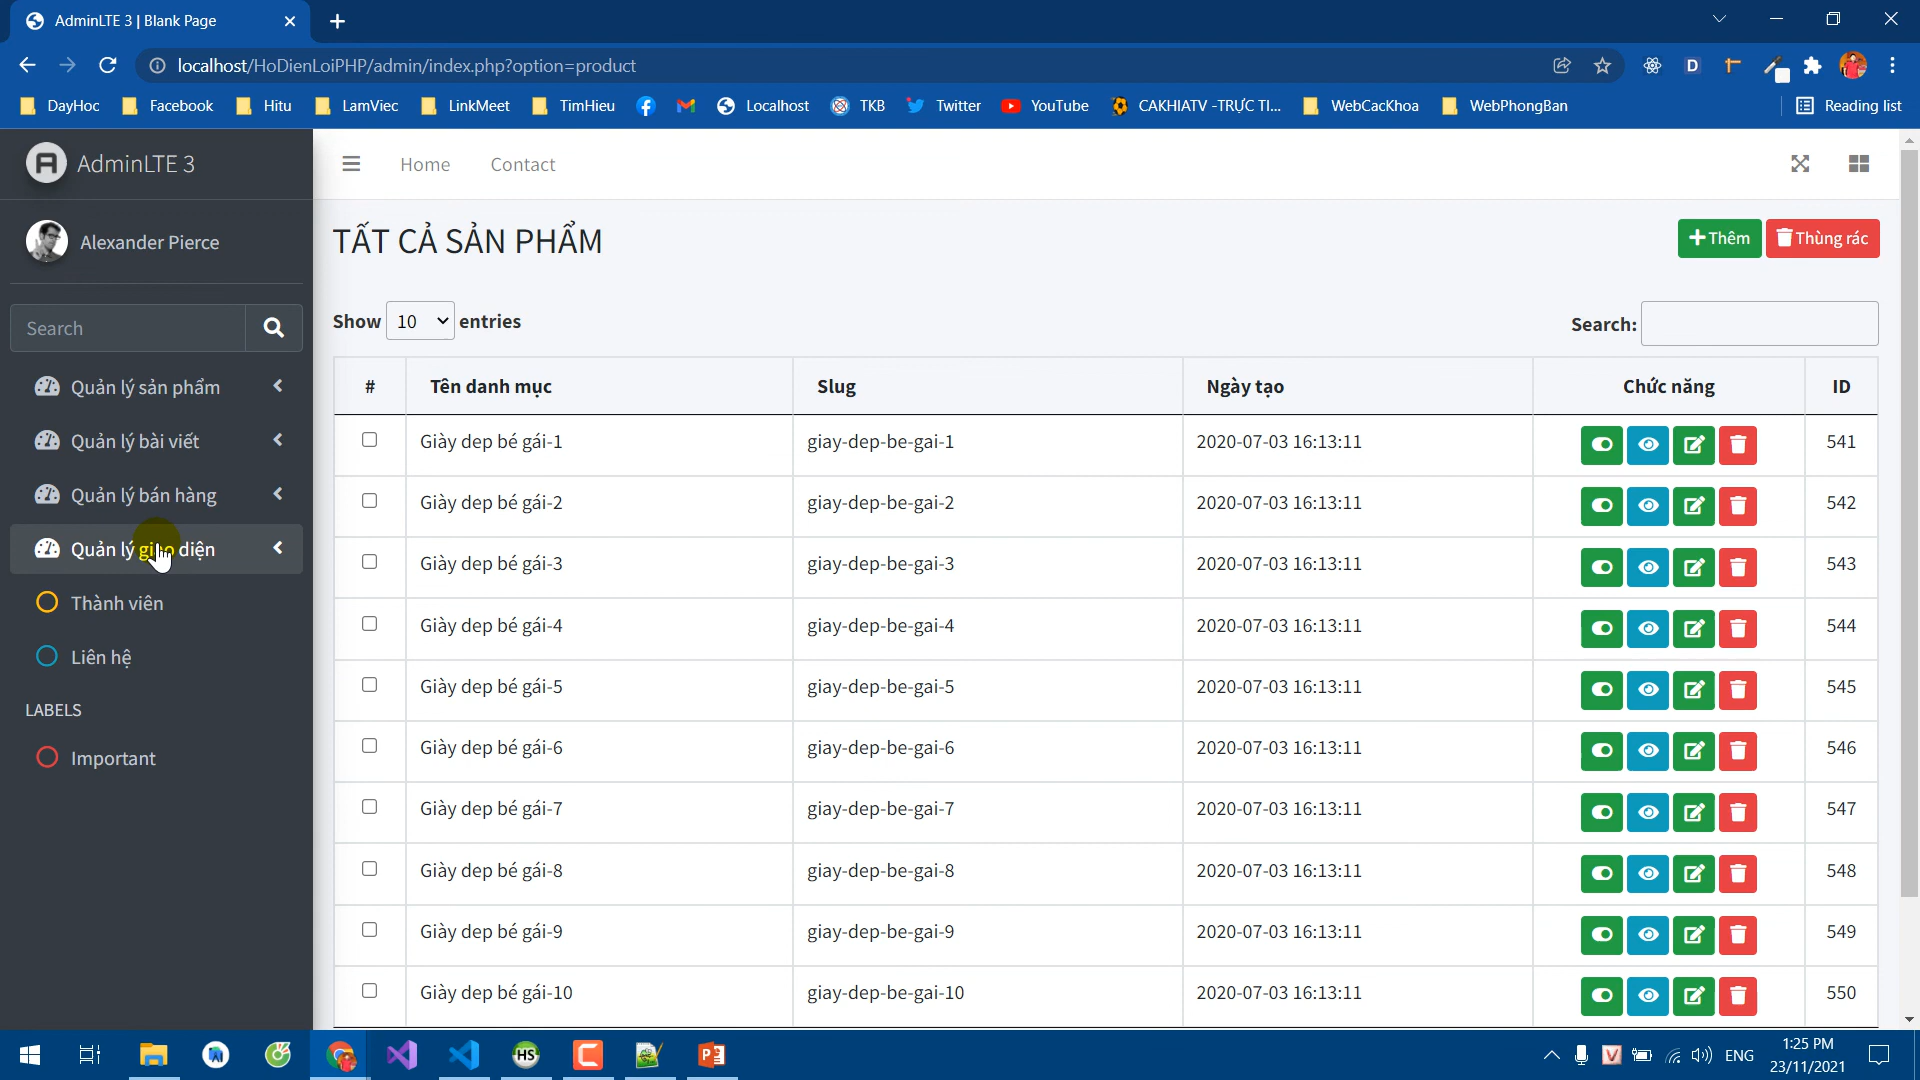 AdminLTE 3 | Blank Page
localhost/HoDienLoiPHP/admin/index.php?option=product
DayHoc Facebook Hitu LamViec LinkMeet TimHieu Localhost TKB Twitter YouTube CAKHIATV -TRỰC TI... WebCacKhoa WebPhongBan Reading list
AdminLTE 3
Home Contact
Alexander Pierce
TẤT CẢ SẢN PHẨM
Thêm Thùng rác
Search
Show 10 entries
Search:
Quản lý sản phẩm
Quản lý bài viết
Quản lý bán hàng
Quản lý giao diện
Thành viên
Liên hệ
LABELS
Important
# Tên danh mục Slug Ngày tạo Chức năng ID
Giày dep bé gái-1 giay-dep-be-gai-1 2020-07-03 16:13:11 541
Giày dep bé gái-2 giay-dep-be-gai-2 2020-07-03 16:13:11 542
Giày dep bé gái-3 giay-dep-be-gai-3 2020-07-03 16:13:11 543
Giày dep bé gái-4 giay-dep-be-gai-4 2020-07-03 16:13:11 544
Giày dep bé gái-5 giay-dep-be-gai-5 2020-07-03 16:13:11 545
Giày dep bé gái-6 giay-dep-be-gai-6 2020-07-03 16:13:11 546
Giày dep bé gái-7 giay-dep-be-gai-7 2020-07-03 16:13:11 547
Giày dep bé gái-8 giay-dep-be-gai-8 2020-07-03 16:13:11 548
Giày dep bé gái-9 giay-dep-be-gai-9 2020-07-03 16:13:11 549
Giày dep bé gái-10 giay-dep-be-gai-10 2020-07-03 16:13:11 550
ENG
1:25 PM
23/11/2021